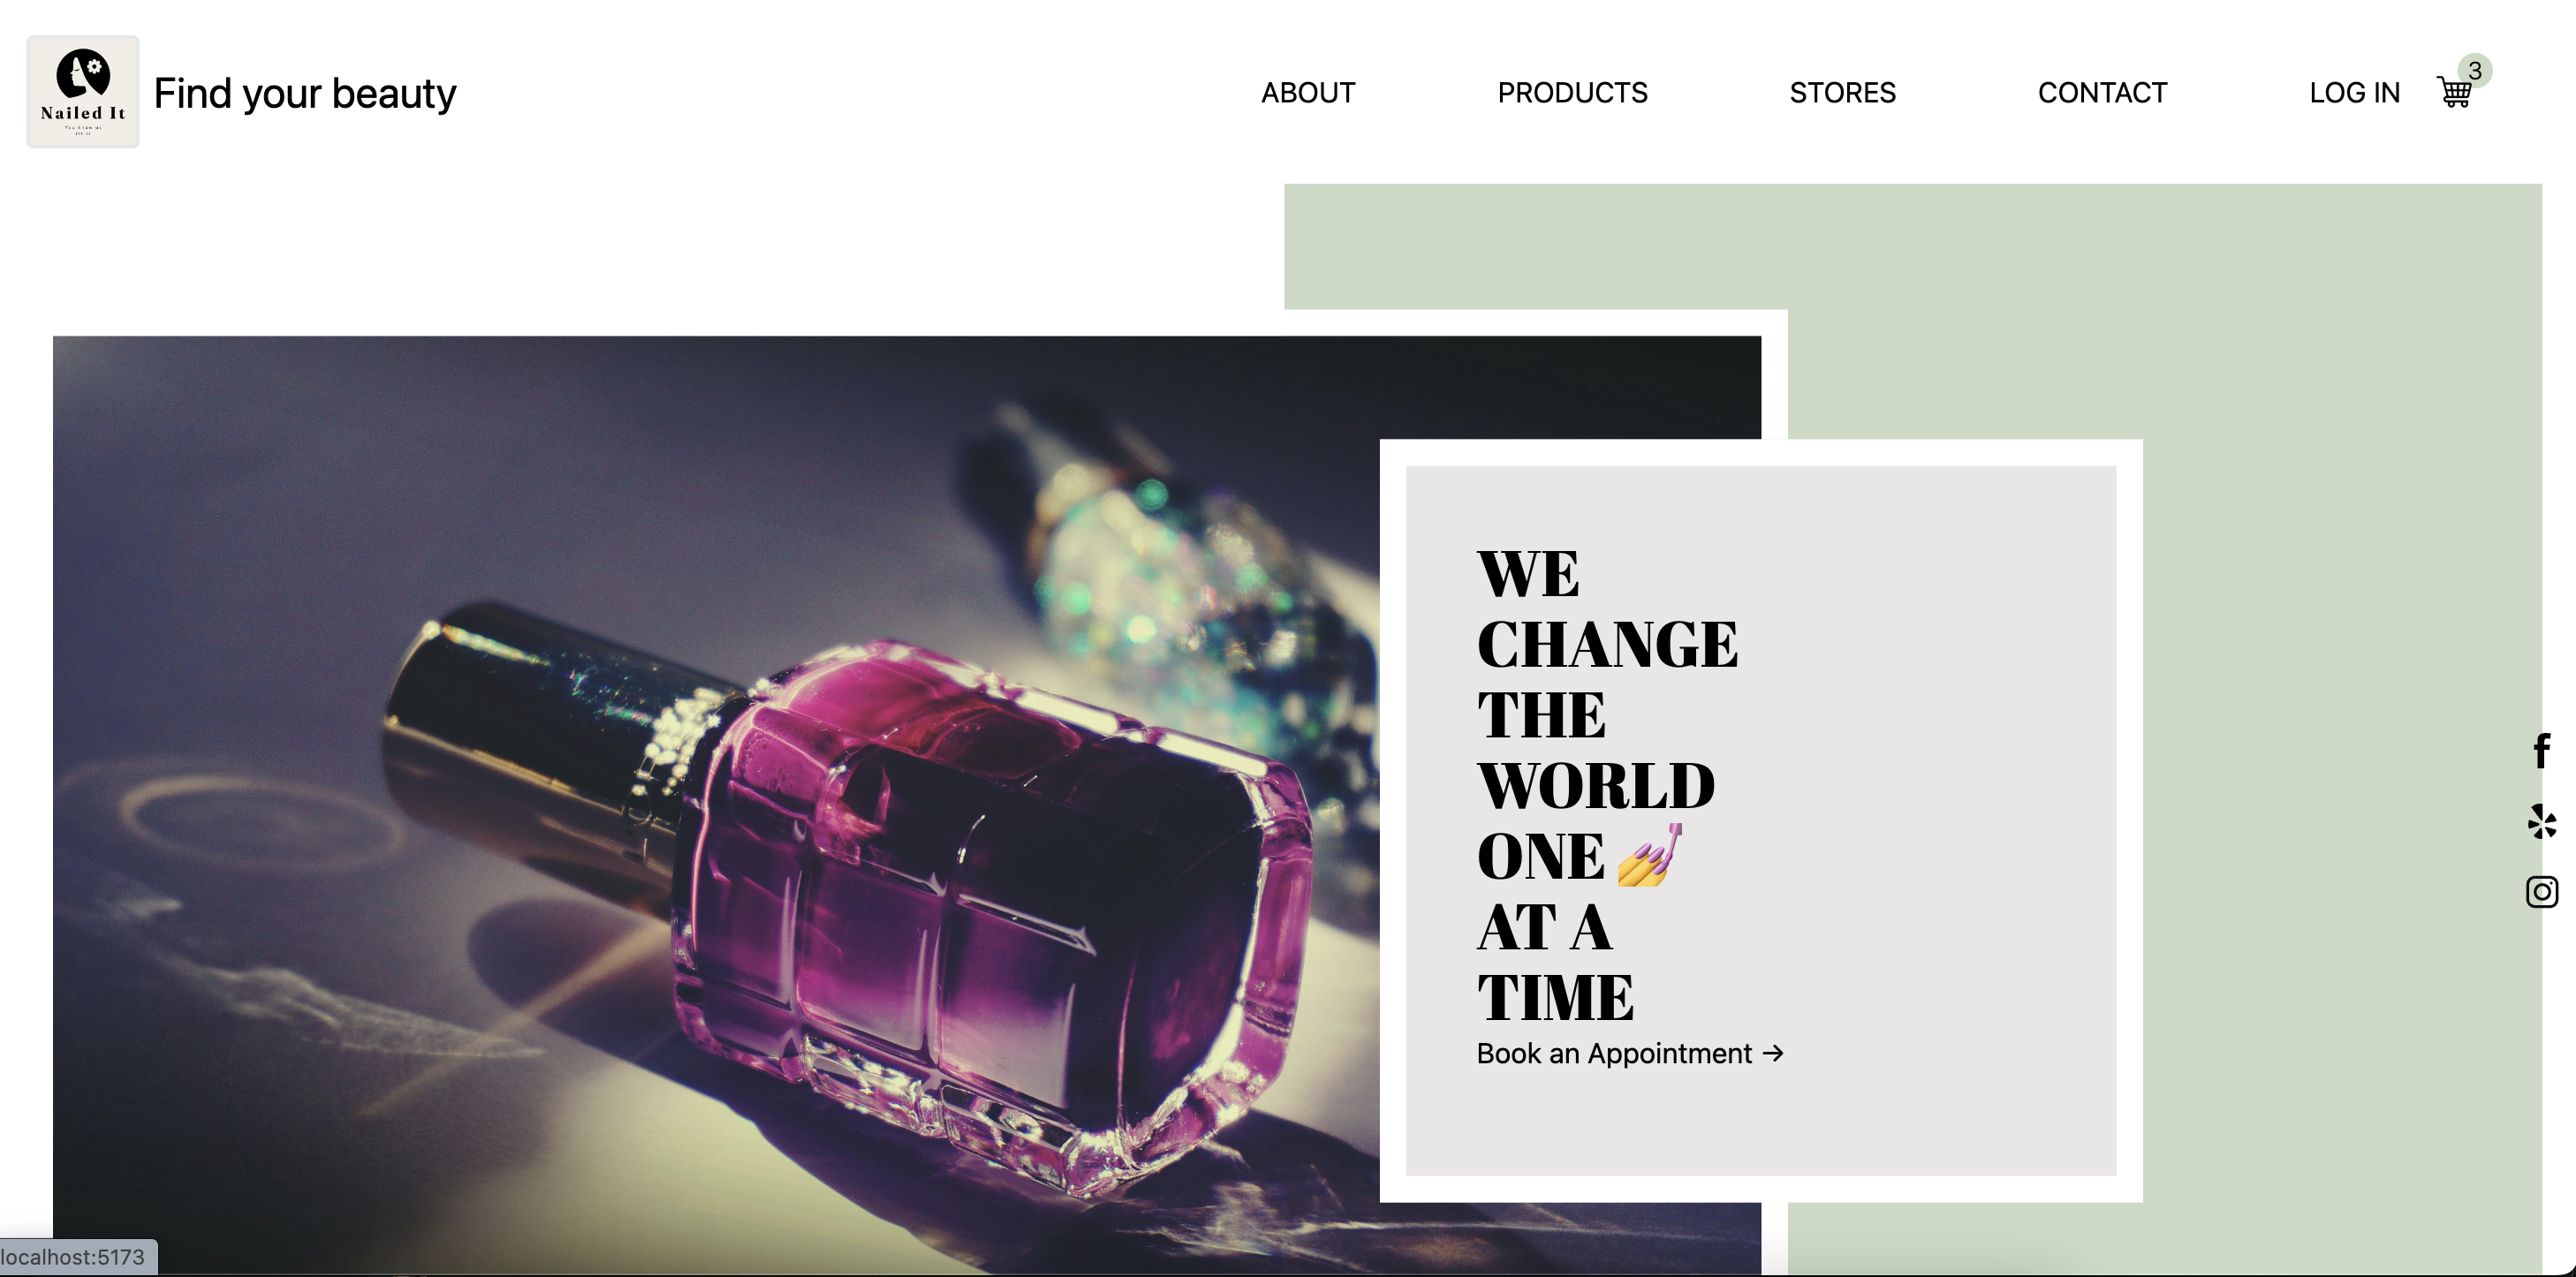 Nailed It
Find your beauty
ABOUT
PRODUCTS
STORES
CONTACT
LOG IN
3
WE
CHANGE
THE
WORLD
ONE 💅
AT A
TIME
Book an Appointment →
localhost:5173